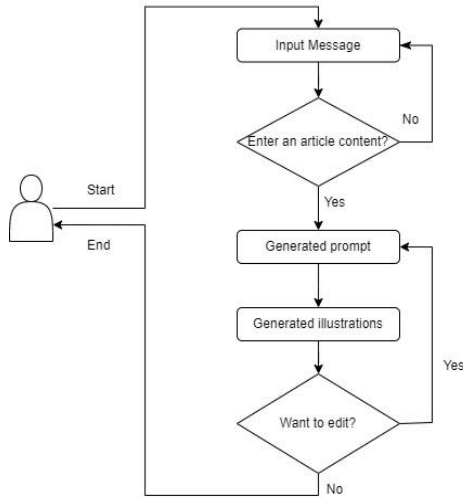 Input Message
Enter an article content?
No
Start
Yes
End
Generated prompt
Generated illustrations
Yes
Want to edit?
No